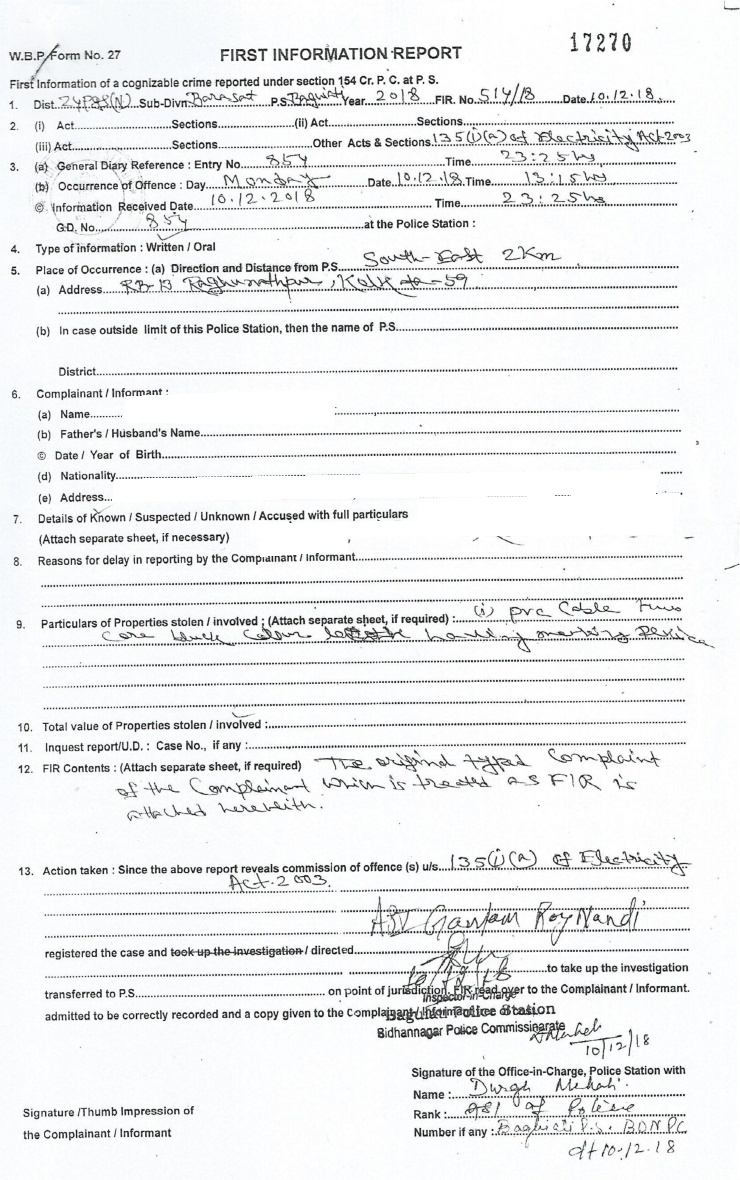 17270
W.B.P. Form No. 27
FIRST INFORMATION REPORT
First Information of a cognizable crime reported under section 154 Cr. P. C. at P. S.
1. Dist. 24 PGS(N) Sub-Divn. Barasat P.S. Baguiati Year 2018 FIR. No. 514/18 Date 10.12.18.
2. (i) Act Sections (ii) Act Sections
(iii) Act Sections Other Acts & Sections 135(1)(a) of Electricity Act-2003
3. (a) General Diary Reference : Entry No. 854 Time 23:25 hrs
(b) Occurrence of Offence : Day Monday Date 10.12.18 Time 13:15 hrs
© Information Received Date 10.12.2018 Time 23:25 hrs
G.D. No. 854 at the Police Station :
4. Type of information : Written / Oral
5. Place of Occurrence : (a) Direction and Distance from P.S. South-East 2 Km
(a) Address Raghunathpur, Kolkata-59
(b) In case outside limit of this Police Station, then the name of P.S.
District
6. Complainant / Informant :
(a) Name
(b) Father's / Husband's Name
© Date / Year of Birth
(d) Nationality
(e) Address
7. Details of Known / Suspected / Unknown / Accused with full particulars
(Attach separate sheet, if necessary)
8. Reasons for delay in reporting by the Complainant / Informant
9. Particulars of Properties stolen / involved : (Attach separate sheet, if required) : (i) pvc Cable Two
Core black Colour having marking
10. Total value of Properties stolen / involved :
11. Inquest report/U.D. : Case No., if any :
12. FIR Contents : (Attach separate sheet, if required) The original typed Complaint
of the Complainant which is treated as FIR is
attached herewith.
13. Action taken : Since the above report reveals commission of offence (s) u/s. 135(1)(a) of Electricity
Act-2003.
ASI Gautam Roy Nandi
registered the case and took up the investigation / directed
10/12/18 to take up the investigation
transferred to P.S. on point of jurisdiction. FIR read over to the Complainant / Informant.
Inspector-in-Charge
admitted to be correctly recorded and a copy given to the Complainant / Informant free of cost
Baguiati Police Station
Bidhannagar Police Commissinarate
10/12/18
Signature of the Office-in-Charge, Police Station with
Name : Durga
Signature /Thumb Impression of
Rank : ASI of Police
the Complainant / Informant
Number if any : Baguiati P.S. BDNPC
dt 10.12.18